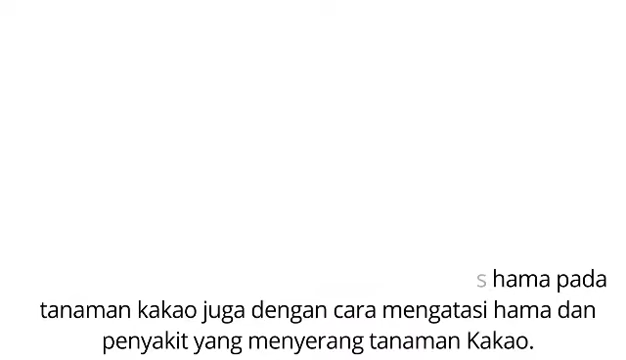 s hama pada
tanaman kakao juga dengan cara mengatasi hama dan
penyakit yang menyerang tanaman Kakao.